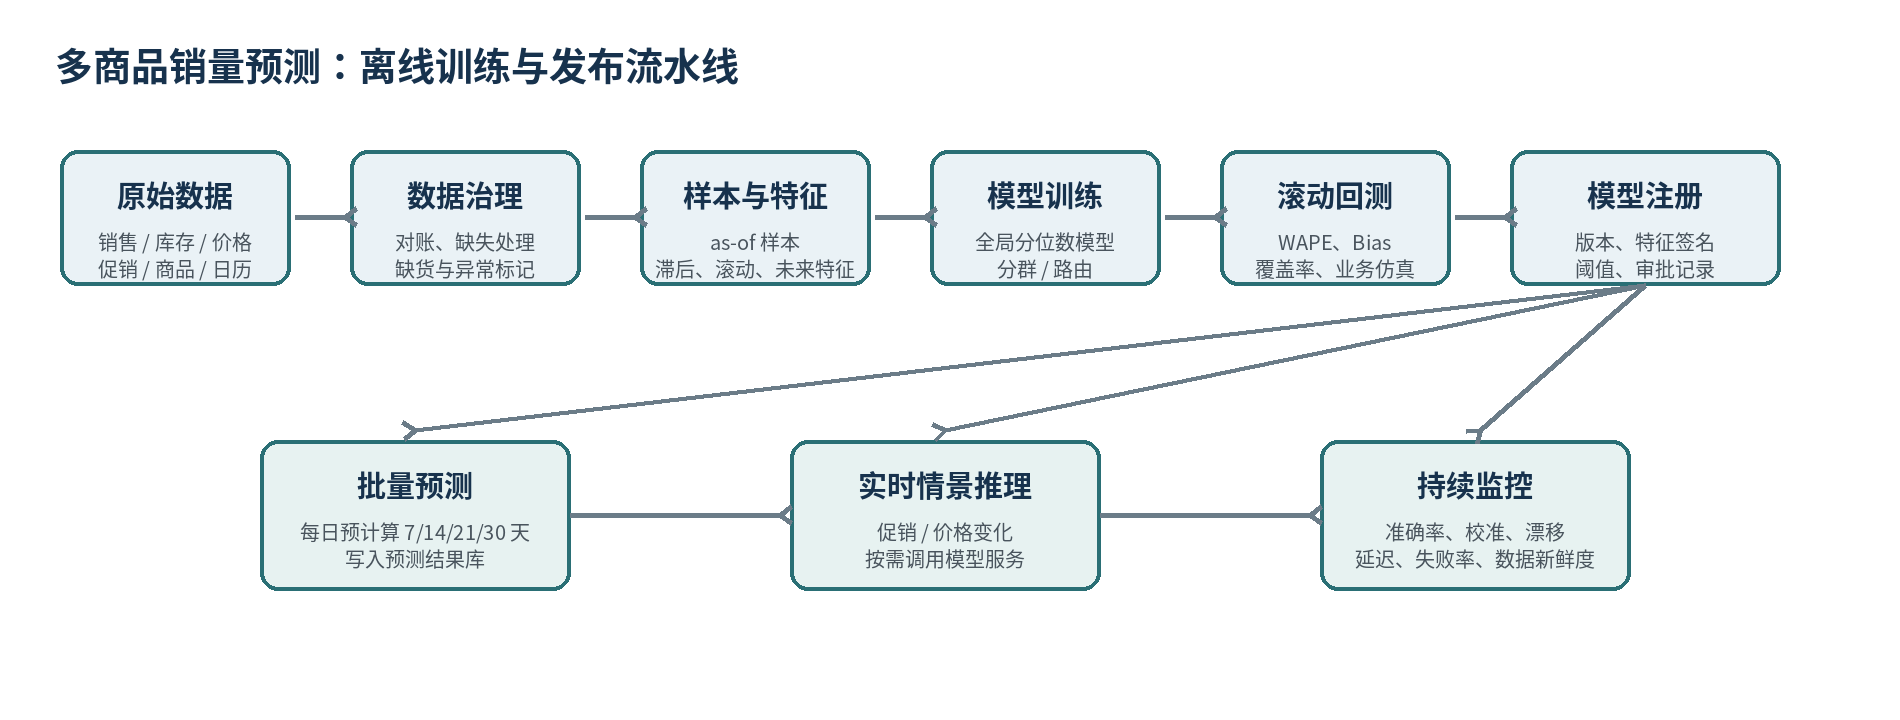 多商品销量预测：离线训练与发布流水线
原始数据
销售 / 库存 / 价格
促销 / 商品 / 日历
数据治理
对账、缺失处理
缺货与异常标记
样本与特征
as-of 样本
滞后、滚动、未来特征
模型训练
全局分位数模型
分群 / 路由
滚动回测
WAPE、Bias
覆盖率、业务仿真
模型注册
版本、特征签名
阈值、审批记录
批量预测
每日预计算 7/14/21/30 天
写入预测结果库
实时情景推理
促销 / 价格变化
按需调用模型服务
持续监控
准确率、校准、漂移
延迟、失败率、数据新鲜度